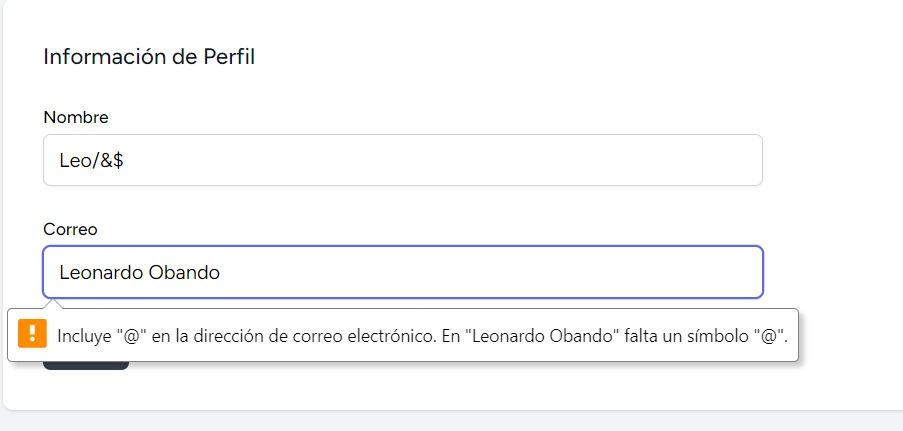 Información de Perfil
Nombre
Leo/&$
Correo
Leonardo Obando
Incluye "@" en la dirección de correo electrónico. En "Leonardo Obando" falta un símbolo "@".